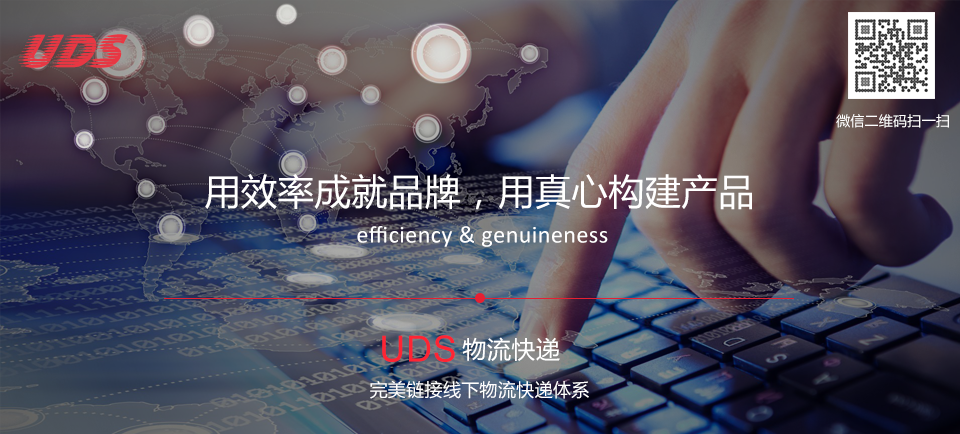 UDS
微信二维码扫一扫
用效率成就品牌，用真心构建产品
efficiency & genuineness
UDS 物流快递
完美链接线下物流快递体系